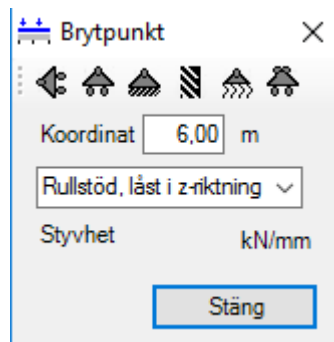 Brytpunkt
Koordinat 6,00 m
Rullstöd, låst i z-riktning
Styvhet kN/mm
Stäng